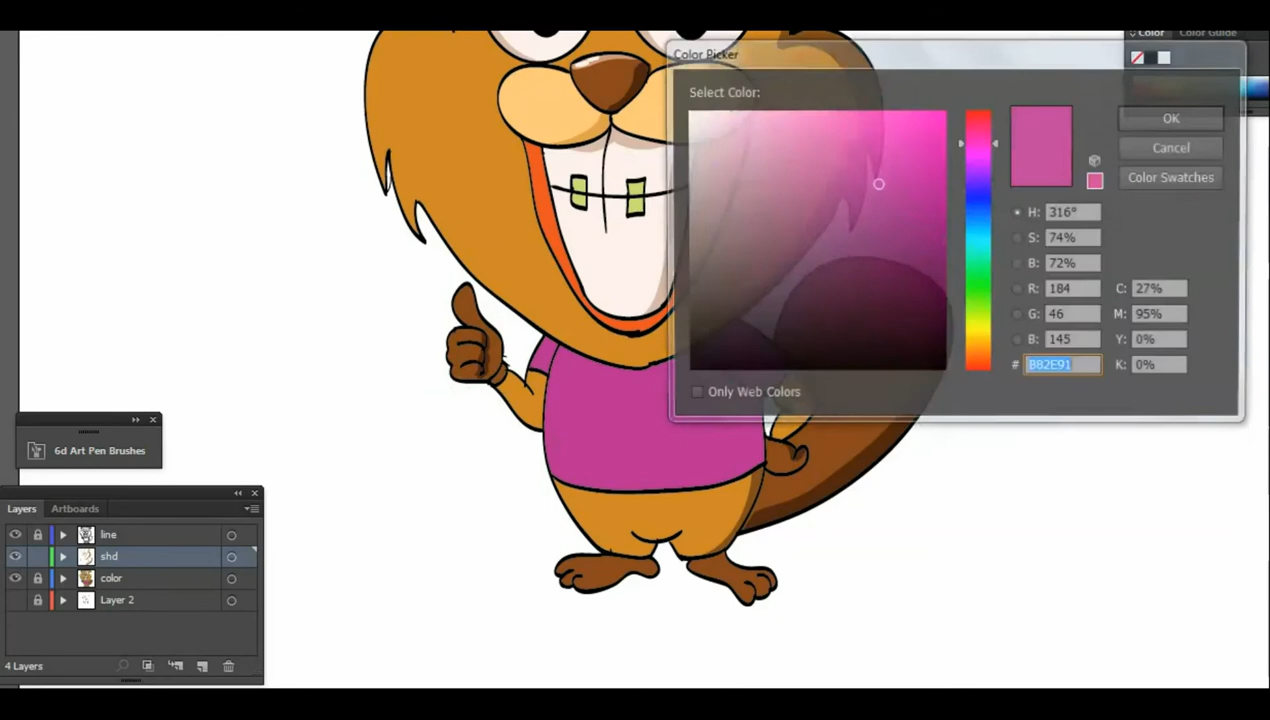 Color Color Guide
Color Picker
Select Color:
OK
Cancel
Color Swatches
H: 316°
S: 74%
B: 72%
R: 184 C: 27%
G: 46 M: 95%
B: 145 Y: 0%
# B82E91 K: 0%
Only Web Colors
6d Art Pen Brushes
Layers Artboards
line
shd
color
Layer 2
4 Layers